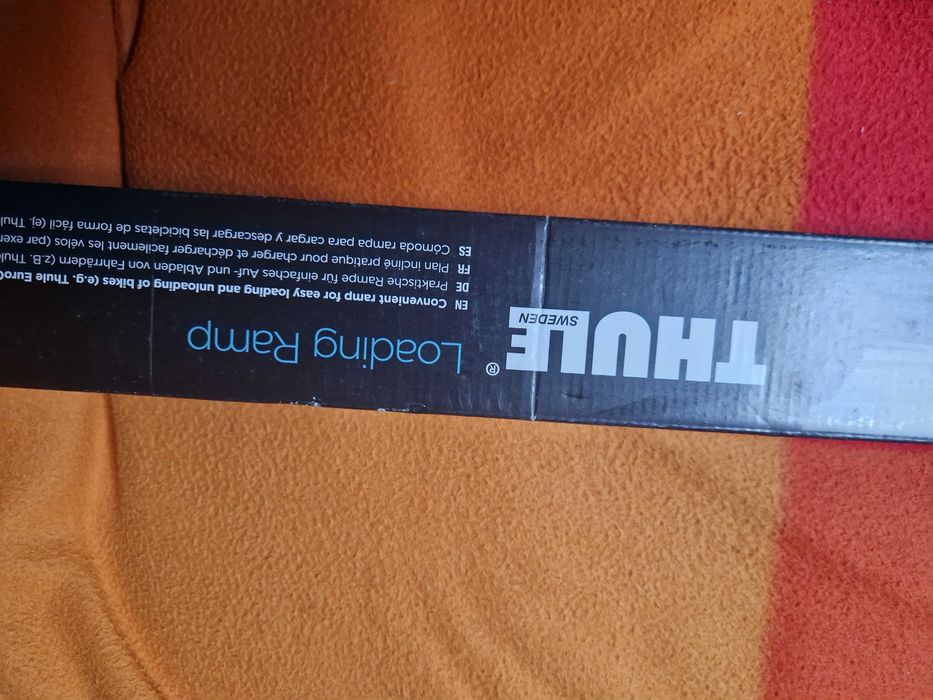 THULE®
SWEDEN
Loading Ramp
EN Convenient ramp for easy loading and unloading of bikes (e.g. Thule
DE Praktische Rampe für einfaches Auf- und Abladen von Fahrrädern (z.B.
FR Plan incliné pratique pour charger et décharger facilement les vélos (par
ES Cómoda rampa para cargar y descargar las bicicletas de forma fácil (ej.